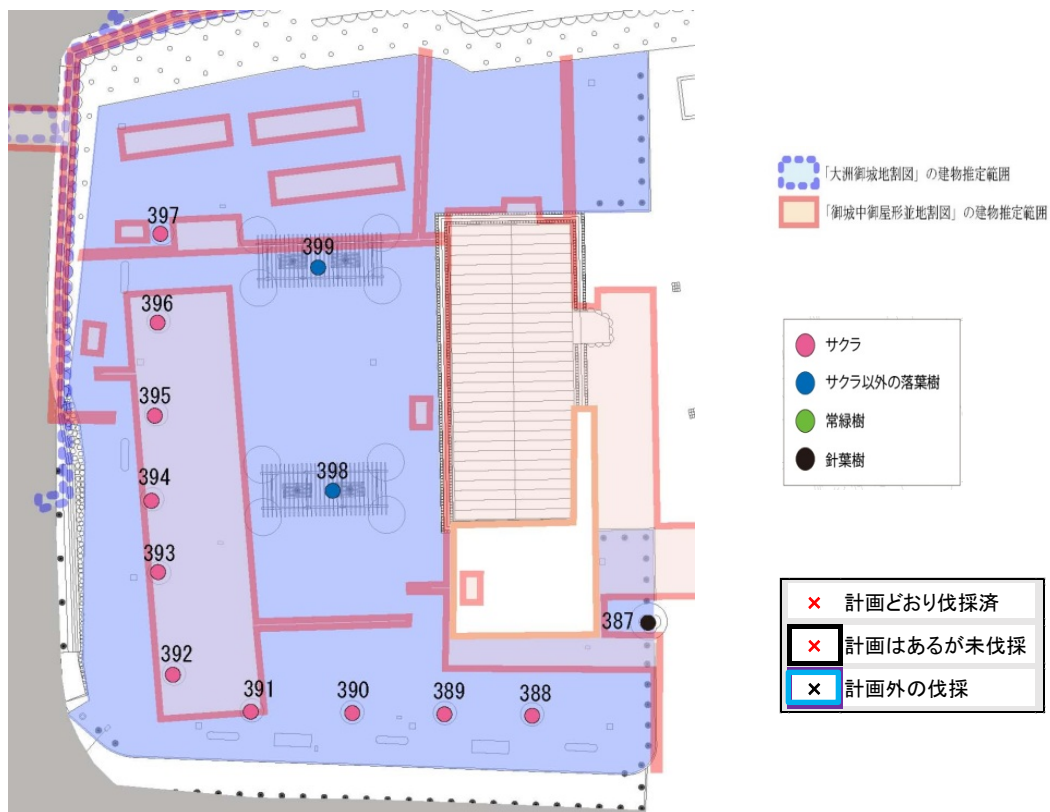 397
399
396
395
398
394
393
387
392
391
390
389
388
「大洲御城地割図」の建物推定範囲
「御城中御屋形並地割図」の建物推定範囲
サクラ
サクラ以外の落葉樹
常緑樹
針葉樹
× 計画どおり伐採済
× 計画はあるが未伐採
× 計画外の伐採